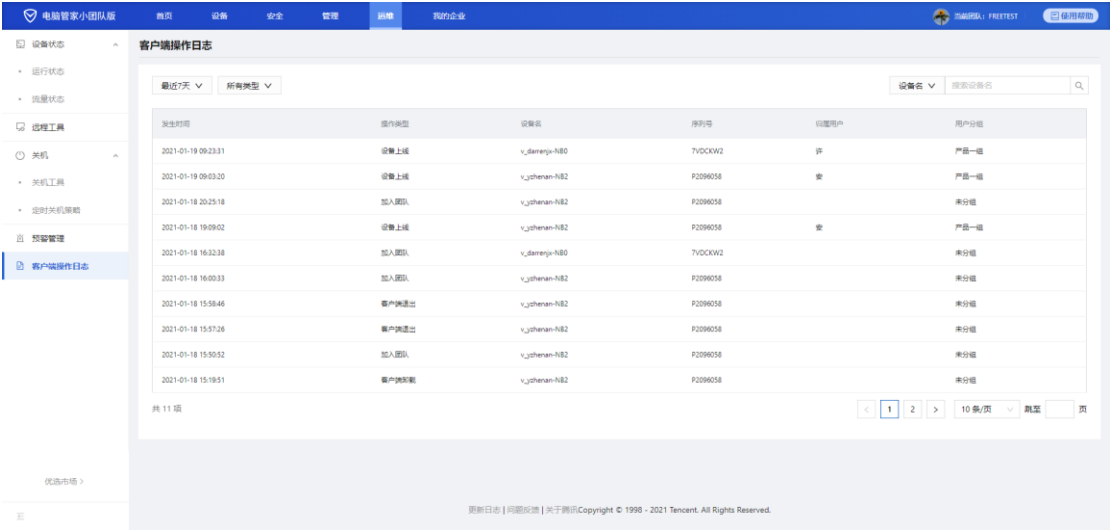 电脑管家小团队版 首页 设备 安全 管理 运维 我的企业 当前团队：FREETEST 使用帮助
设备状态
运行状态
流量状态
远程工具
关机
关机工具
定时关机策略
预警管理
客户端操作日志
优选市场 >
客户端操作日志
最近7天 所有类型 设备名 搜索设备名
发生时间 操作类型 设备名 序列号 归属用户 用户分组
2021-01-19 09:23:31 设备上线 v_darrenjx-NB0 7VDCKW2 许 产品一组
2021-01-19 09:03:20 设备上线 v_yzhenan-NB2 P2096058 安 产品一组
2021-01-18 20:25:18 加入团队 v_yzhenan-NB2 P2096058 未分组
2021-01-18 19:09:02 设备上线 v_yzhenan-NB2 P2096058 安 产品一组
2021-01-18 16:32:38 加入团队 v_darrenjx-NB0 7VDCKW2 未分组
2021-01-18 16:00:33 加入团队 v_yzhenan-NB2 P2096058 未分组
2021-01-18 15:58:46 客户端退出 v_yzhenan-NB2 P2096058 未分组
2021-01-18 15:57:26 客户端退出 v_yzhenan-NB2 P2096058 未分组
2021-01-18 15:50:52 加入团队 v_yzhenan-NB2 P2096058 未分组
2021-01-18 15:19:51 客户端卸载 v_yzhenan-NB2 P2096058 未分组
共 11 项 < 1 2 > 10 条/页 跳至 页
更新日志 | 问题反馈 | 关于腾讯Copyright © 1998 - 2021 Tencent. All Rights Reserved.